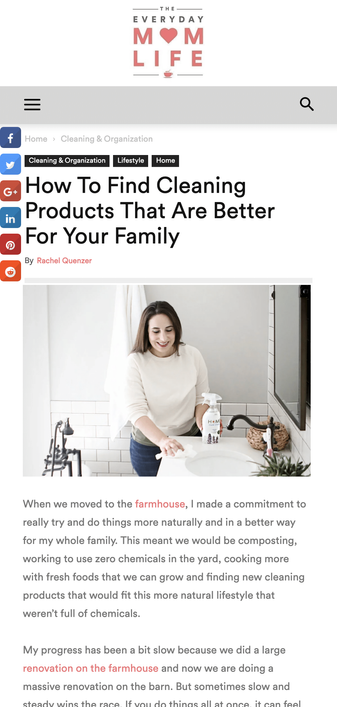 THE
EVERYDAY
MOM
LIFE
Home › Cleaning & Organization
Cleaning & Organization Lifestyle Home
How To Find Cleaning
Products That Are Better
For Your Family
By Rachel Quenzer
When we moved to the farmhouse, I made a commitment to
really try and do things more naturally and in a better way
for my whole family. This meant we would be composting,
working to use zero chemicals in the yard, cooking more
with fresh foods that we can grow and finding new cleaning
products that would fit this more natural lifestyle that
weren't full of chemicals.
My progress has been a bit slow because we did a large
renovation on the farmhouse and now we are doing a
massive renovation on the barn. But sometimes slow and
steady wins the race. If you do things all at once, it can feel